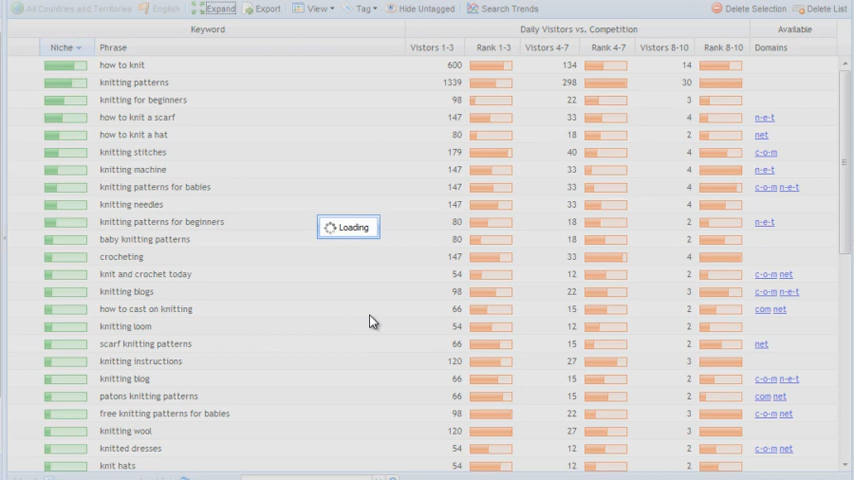 All Countries and Territories English Expand Export View Tag Hide Untagged Search Trends Delete Selection Delete List
Keyword Daily Visitors vs. Competition Available
Niche Phrase Vistors 1-3 Rank 1-3 Vistors 4-7 Rank 4-7 Vistors 8-10 Rank 8-10 Domains
how to knit 600 134 14
knitting patterns 1339 298 30
knitting for beginners 98 22 3
how to knit a scarf 147 33 4 n-e-t
how to knit a hat 80 18 2 net
knitting stitches 179 40 4 c-o-m
knitting machine 147 33 4 n-e-t
knitting patterns for babies 147 33 4 c-o-m n-e-t
knitting needles 147 33 4
knitting patterns for beginners 80 18 2 n-e-t
Loading
baby knitting patterns 80 18 2
crocheting 147 33 4
knit and crochet today 54 12 2 c-o-m net
knitting blogs 98 22 3 c-o-m n-e-t
how to cast on knitting 66 15 2 com net
knitting loom 54 12 2
scarf knitting patterns 66 15 2 net
knitting instructions 120 27 3
knitting blog 66 15 2 c-o-m n-e-t
patons knitting patterns 66 15 2 com net
free knitting patterns for babies 98 22 3 c-o-m net
knitting wool 120 27 3
knitted dresses 54 12 2 c-o-m net
knit hats 54 12 2